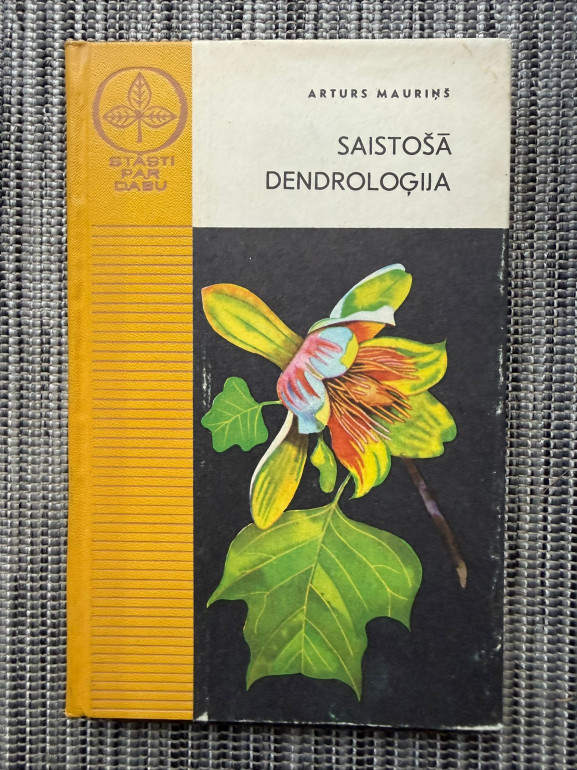 STĀSTI
PAR
DABU
ARTURS MAURIŅŠ
SAISTOŠĀ
DENDROLOĢIJA